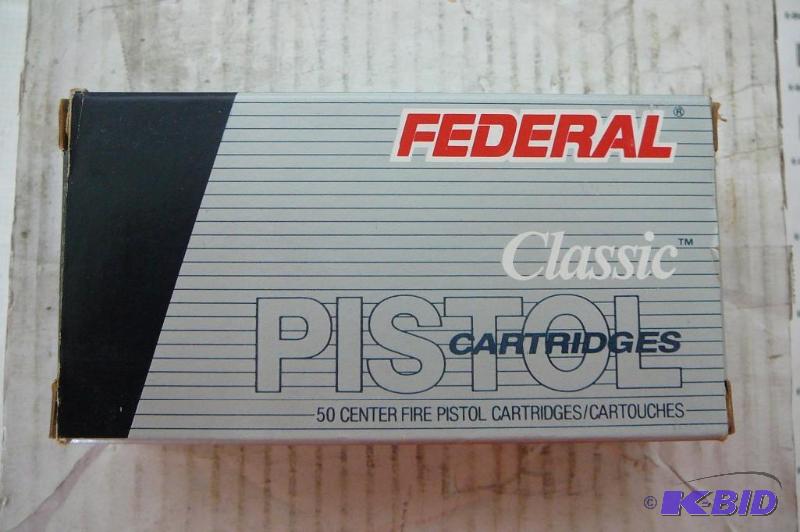 FEDERAL®
Classic™
PISTOL
CARTRIDGES
50 CENTER FIRE PISTOL CARTRIDGES/CARTOUCHES
© K-BID